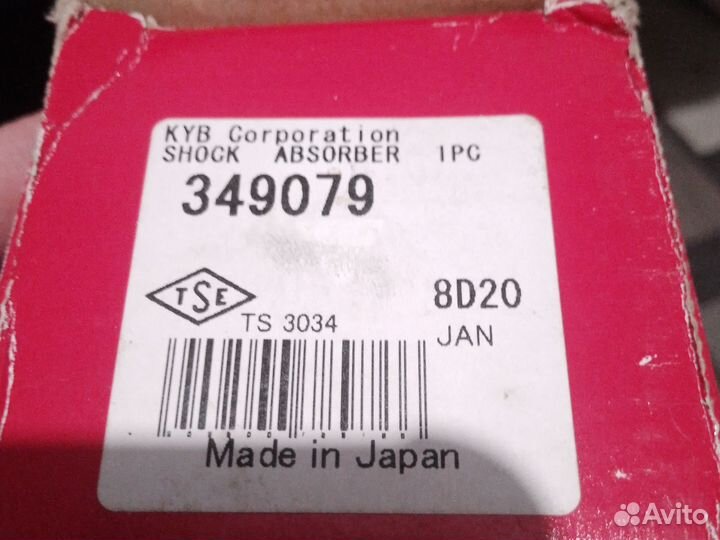 KYB Corporation
SHOCK ABSORBER 1PC
349079
TSE
8D20
TS 3034
JAN
Made in Japan
Avito